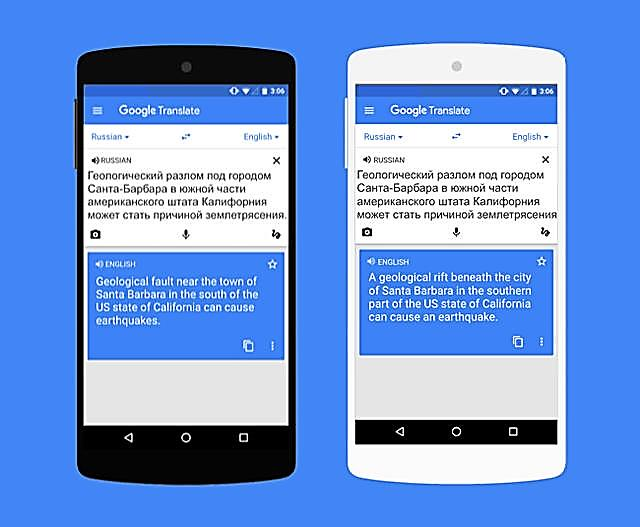 3:06
Google Translate
Russian
English
RUSSIAN
Геологический разлом под городом
Санта-Барбара в южной части
американского штата Калифорния
может стать причиной землетрясения.
ENGLISH
Geological fault near the town of
Santa Barbara in the south of the
US state of California can cause
earthquakes.
3:06
Google Translate
Russian
English
RUSSIAN
Геологический разлом под городом
Санта-Барбара в южной части
американского штата Калифорния
может стать причиной землетрясения
ENGLISH
A geological rift beneath the city
of Santa Barbara in the southern
part of the US state of California
can cause an earthquake.